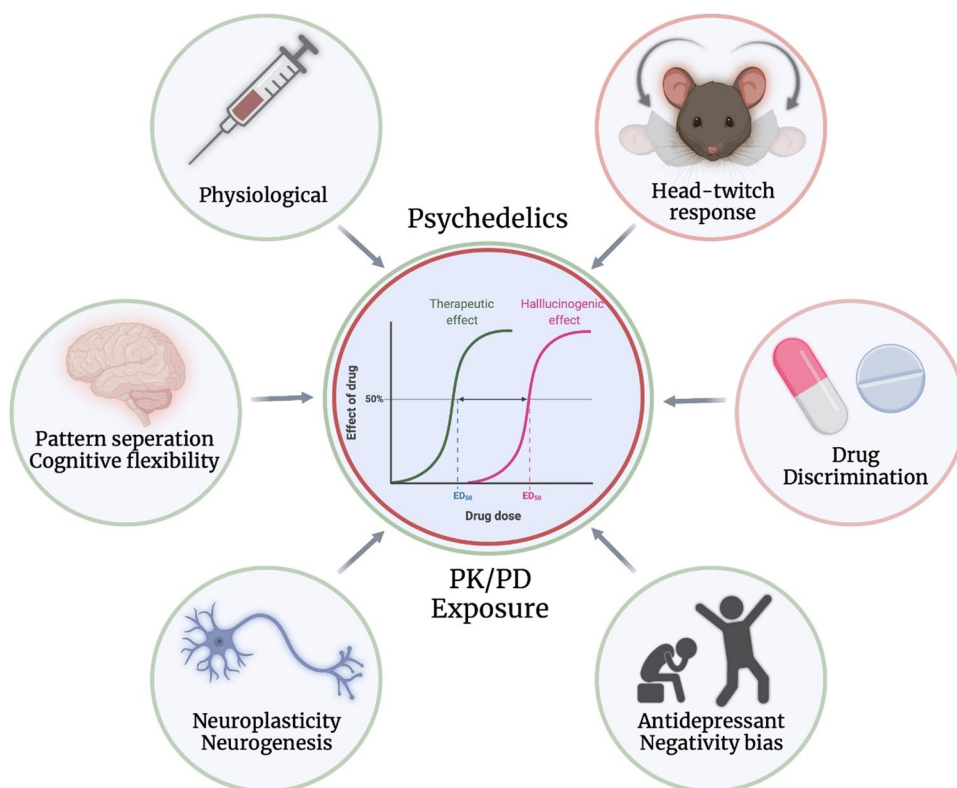 Physiological
Head-twitch
response
Psychedelics
Therapeutic
effect
Halllucinogenic
effect
Effect of drug
50%
ED₅₀
ED₅₀
Drug dose
Pattern seperation
Cognitive flexibility
Drug
Discrimination
PK/PD
Exposure
Neuroplasticity
Neurogenesis
Antidepressant
Negativity bias